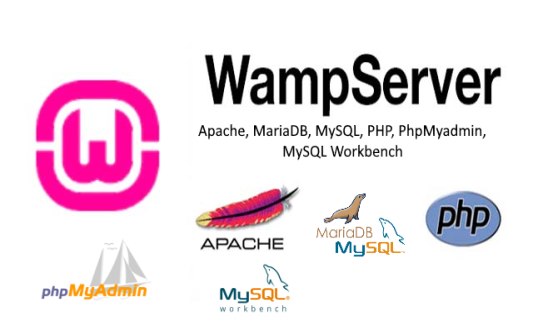 WampServer
Apache, MariaDB, MySQL, PHP, PhpMyadmin,
MySQL Workbench
W
APACHE
MariaDB
MySQL
php
phpMyAdmin
MySQL
workbench